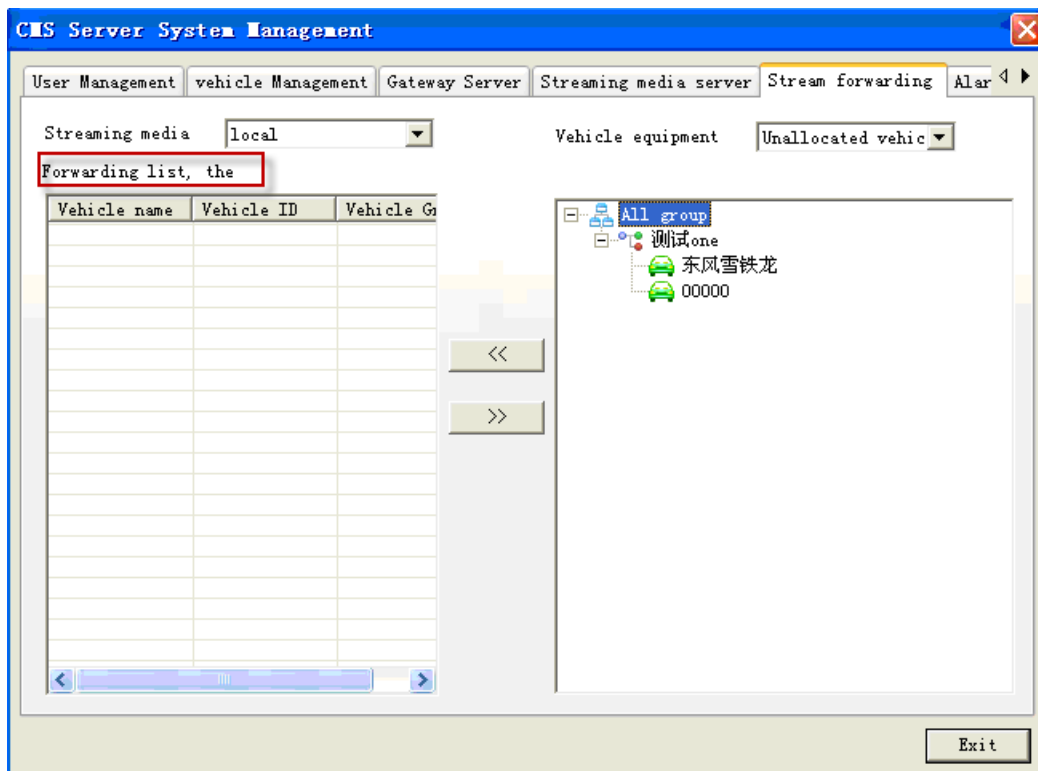 CMS Server System Management
User Management vehicle Management Gateway Server Streaming media server Stream forwarding Alar
Streaming media local Vehicle equipment Unallocated vehic
Forwarding list, the
Vehicle name Vehicle ID Vehicle G
All group
测试one
东风雪铁龙
00000
<<
>>
Exit